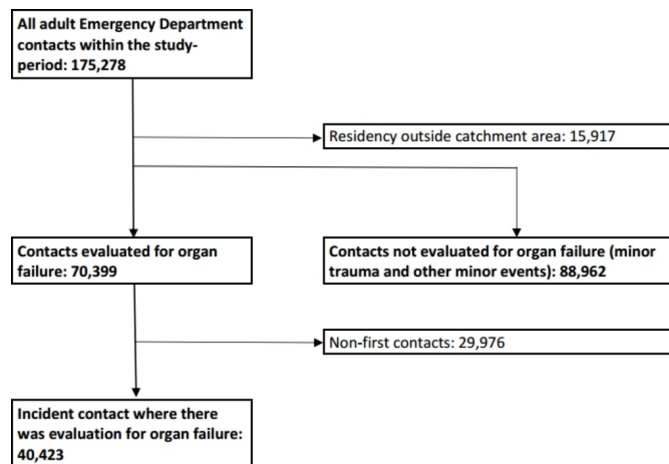 All adult Emergency Department
contacts within the study-
period: 175,278
Residency outside catchment area: 15,917
Contacts evaluated for organ
failure: 70,399
Contacts not evaluated for organ failure (minor
trauma and other minor events): 88,962
Non-first contacts: 29,976
Incident contact where there
was evaluation for organ failure:
40,423